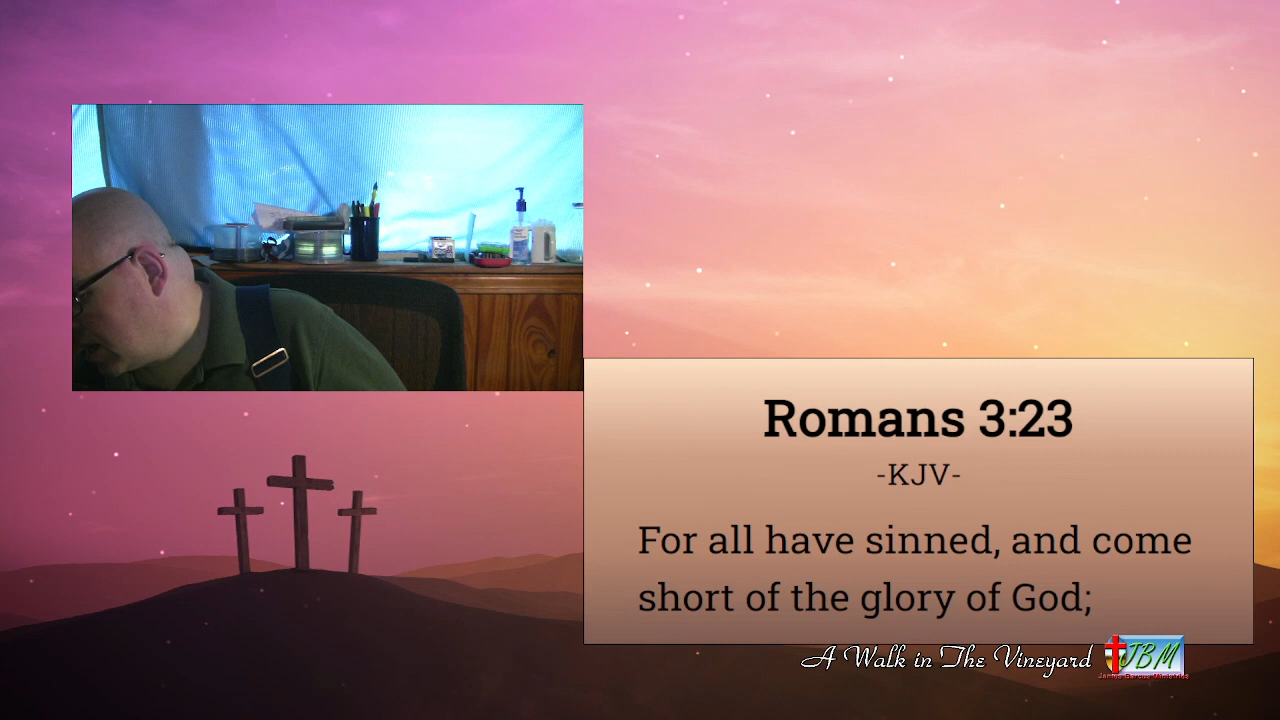 Romans 3:23
-KJV-
For all have sinned, and come
short of the glory of God;
A Walk in The Vineyard
JBM